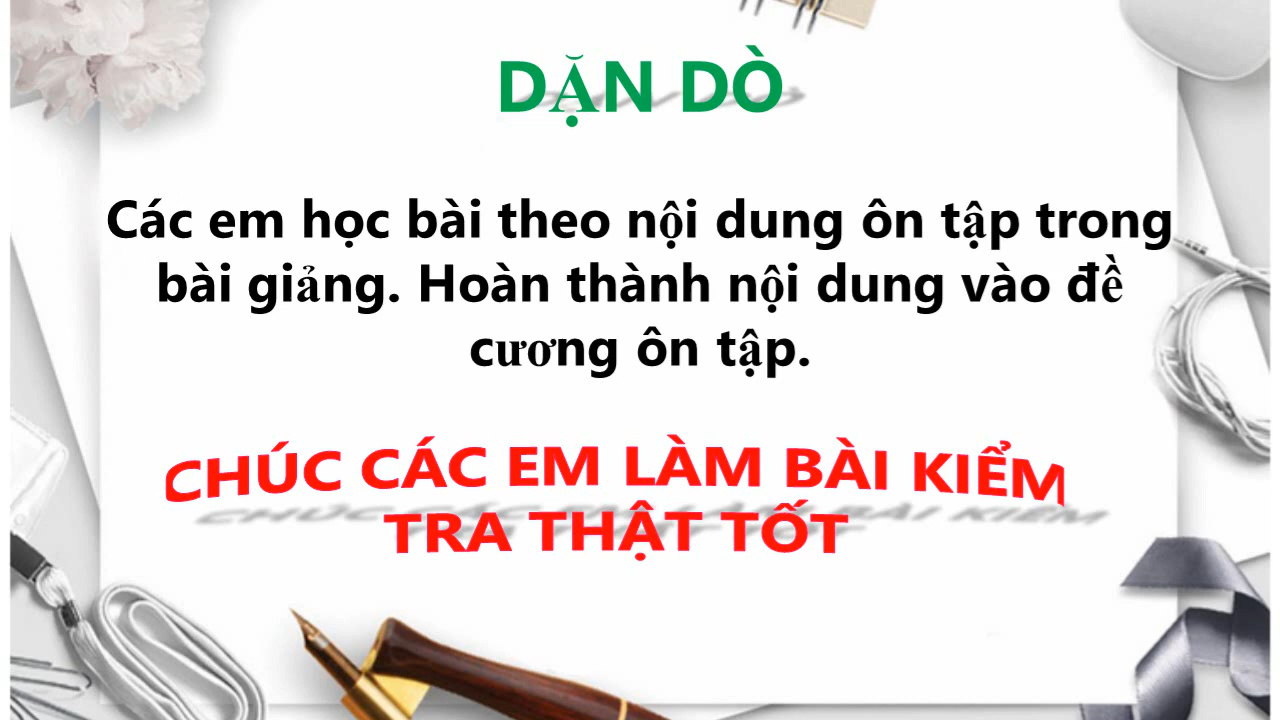 DẶN DÒ
Các em học bài theo nội dung ôn tập trong
bài giảng. Hoàn thành nội dung vào đề
cương ôn tập.
CHÚC CÁC EM LÀM BÀI KIỂM
TRA THẬT TỐT